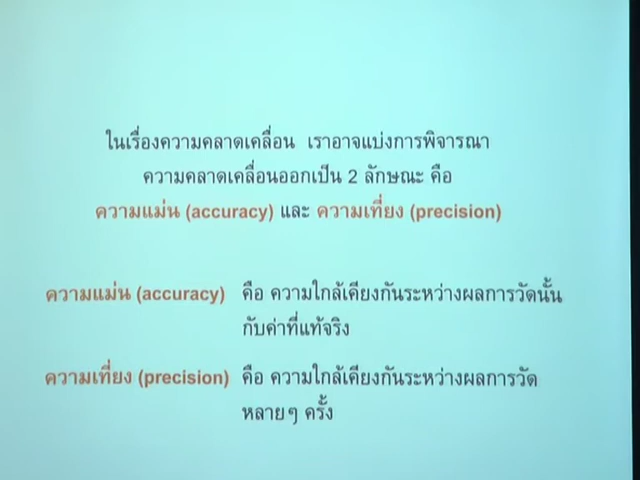 ในเรื่องความคลาดเคลื่อน เราอาจแบ่งการพิจารณา
ความคลาดเคลื่อนออกเป็น 2 ลักษณะ คือ
ความแม่น (accuracy) และ ความเที่ยง (precision)
ความแม่น (accuracy) คือ ความใกล้เคียงกันระหว่างผลการวัดนั้น
กับค่าที่แท้จริง
ความเที่ยง (precision) คือ ความใกล้เคียงกันระหว่างผลการวัด
หลายๆ ครั้ง